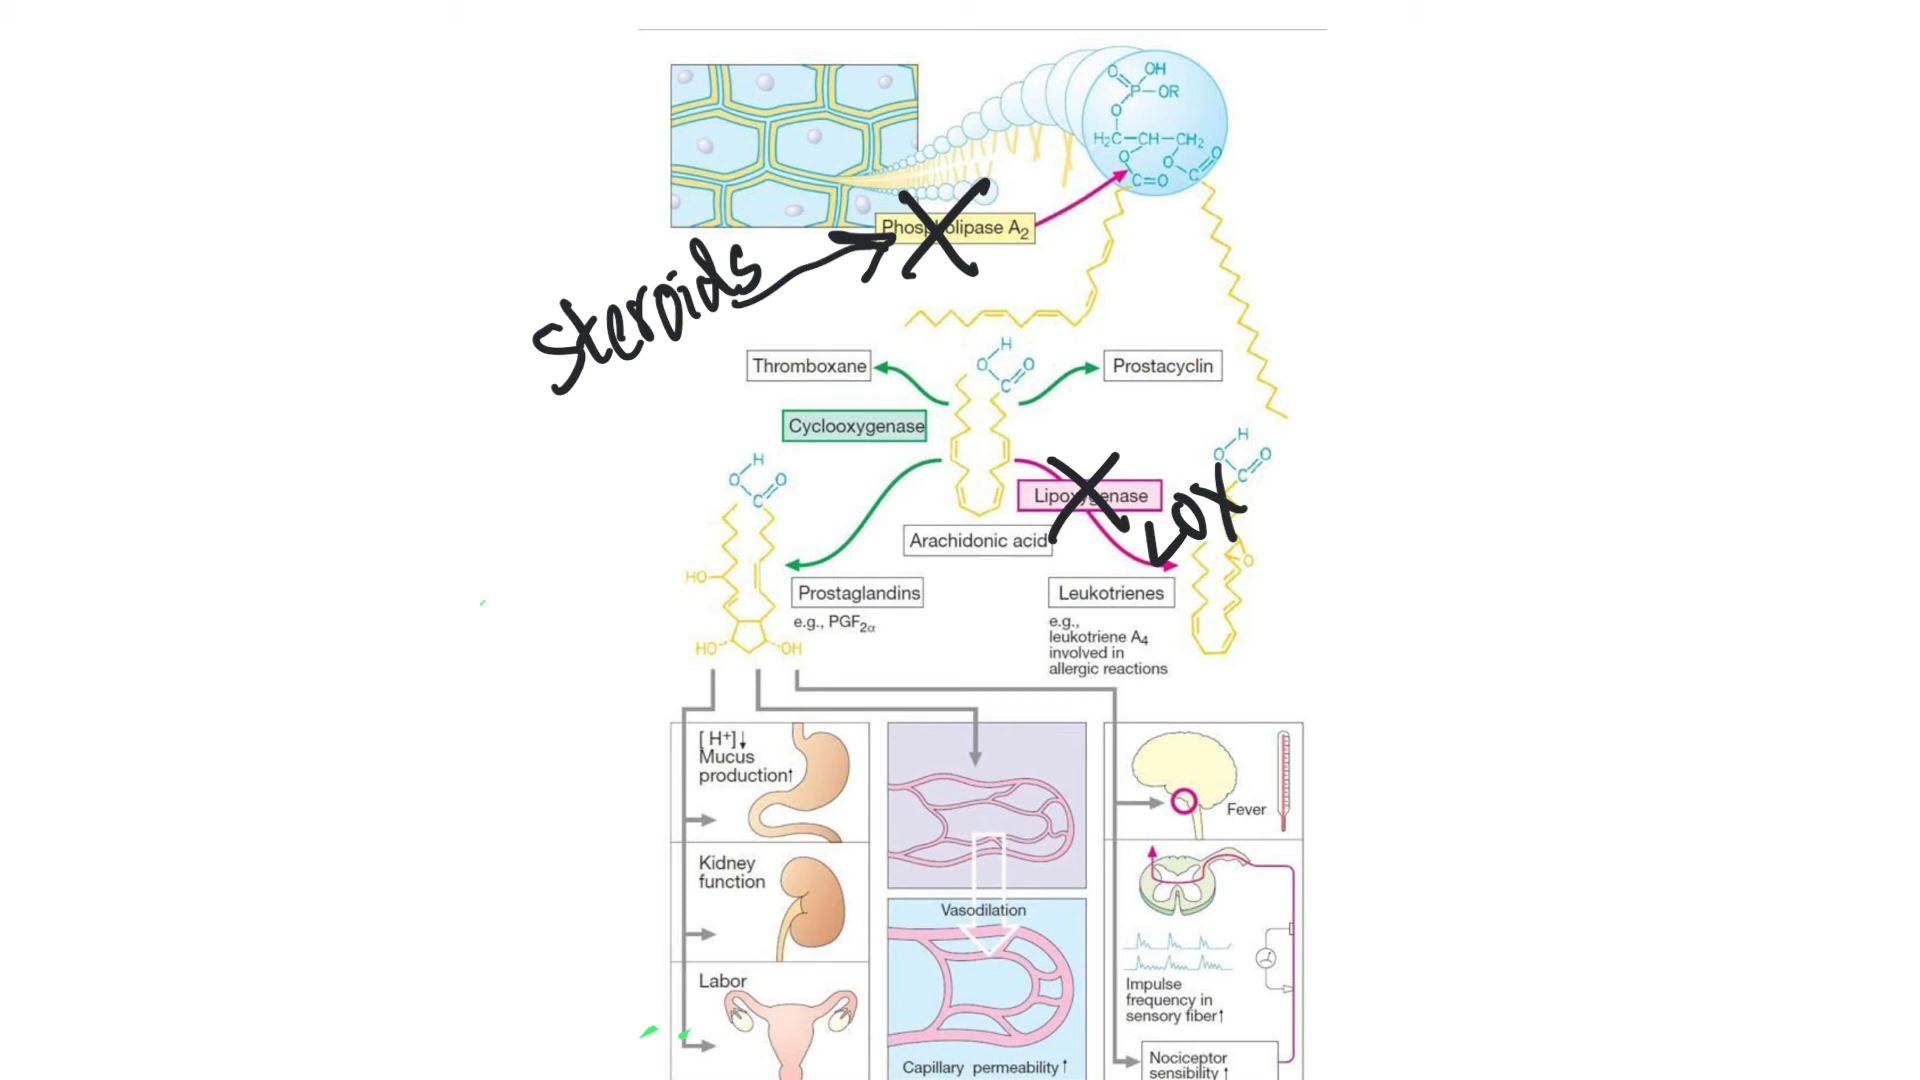 O
OH
P
OR
O
H₂C—CH—CH₂
O
O
O
C=O
C
Phospholipase A₂
Steroids
H
O
O
C
Thromboxane
Prostacyclin
Cyclooxygenase
H
O
O
C
H
O
O
C
Lipoxygenase
LOX
Arachidonic acid
O
HO
Prostaglandins
e.g., PGF₂α
HO
OH
Leukotrienes
e.g.,
leukotriene A₄
involved in
allergic reactions
[H⁺]↓
Mucus
production↑
Kidney
function
Labor
Vasodilation
Capillary permeability↑
Fever
Impulse
frequency in
sensory fiber↑
Nociceptor
sensibility↑